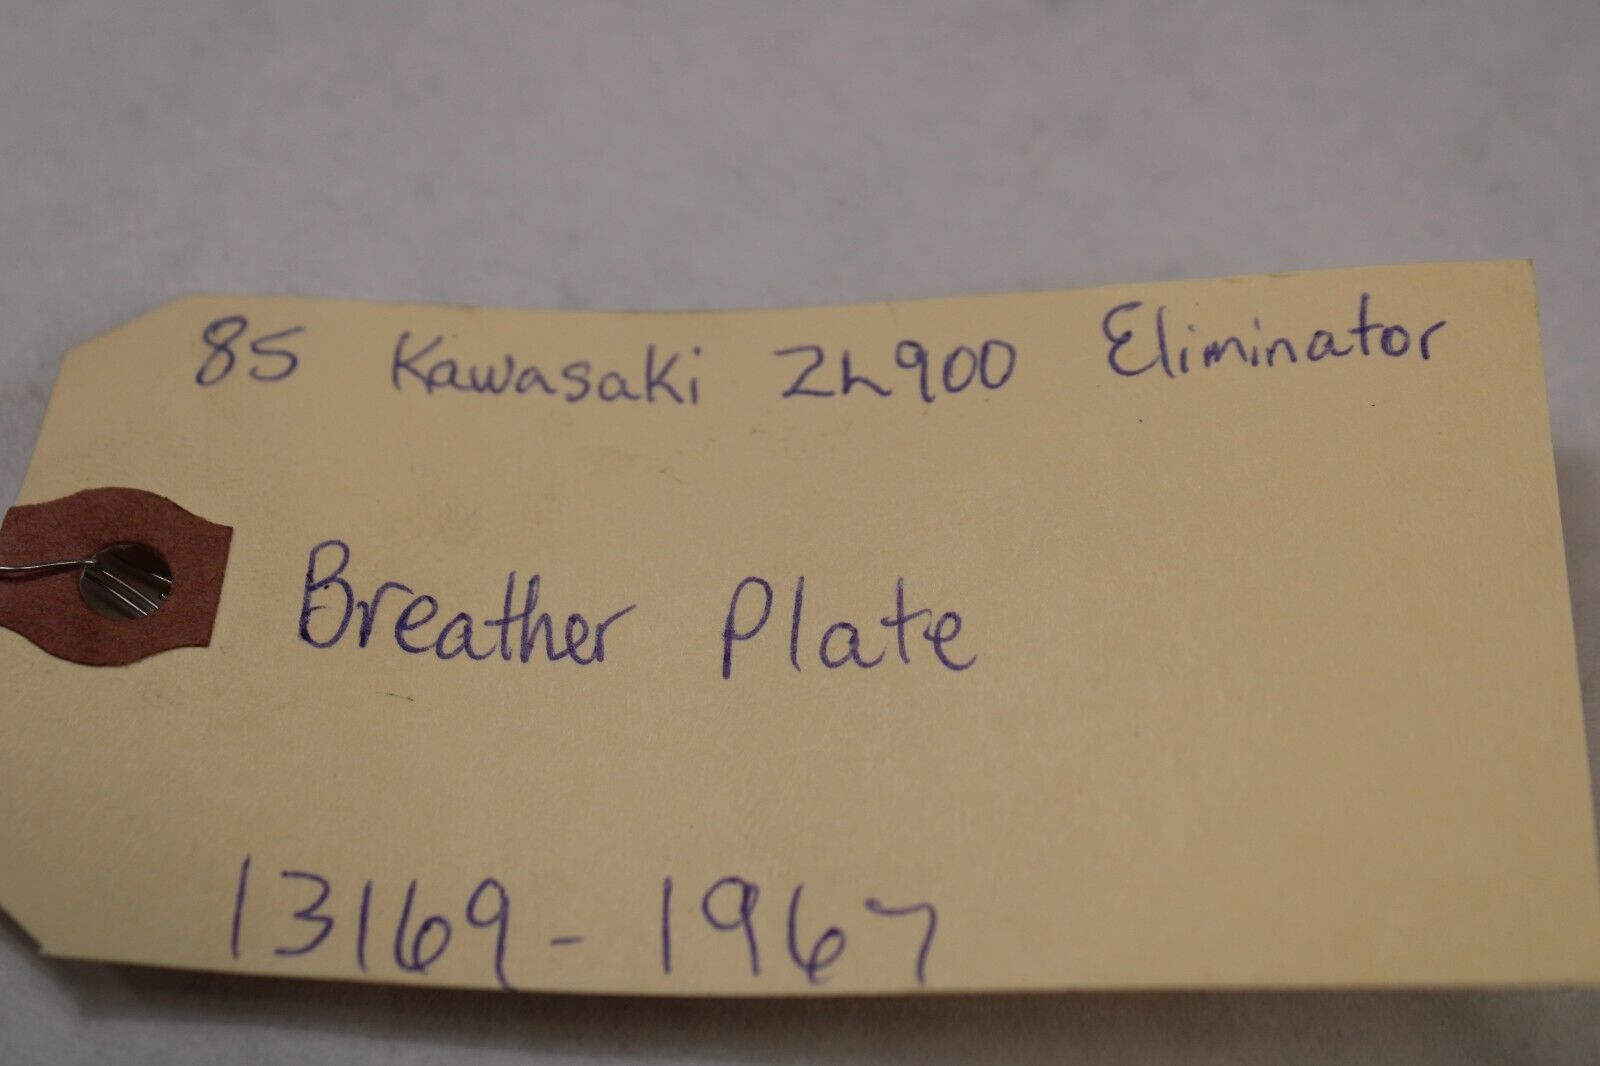 85 Kawasaki ZL900 Eliminator
Breather Plate
13169-1967